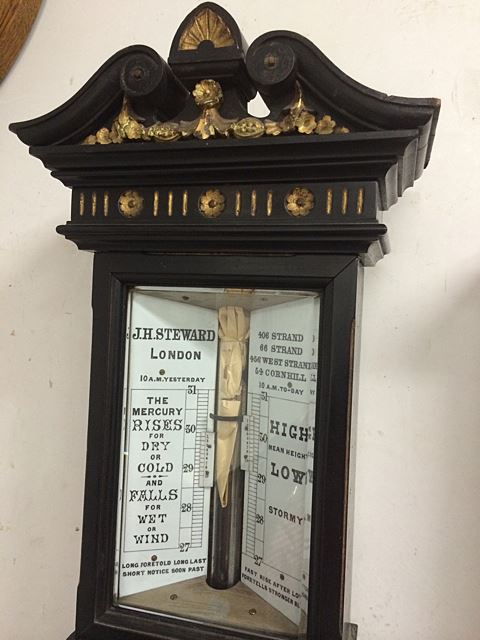 J.H. STEWARD
LONDON
10 A.M. YESTERDAY
31
THE
MERCURY
RISES
FOR
DRY
OR
COLD
AND
FALLS
FOR
WET
OR
WIND
30
29
28
27
LONG FORETOLD LONG LAST
SHORT NOTICE SOON PAST
406 STRAND
66 STRAND
456 WEST STRAND
54 CORNHILL
10 A.M. TO-DAY
31
HIGH
30
MEAN HEIGHT
LOW
29
STORMY
28
27
FAST RISE AFTER LOW
FORETELLS STRONGER